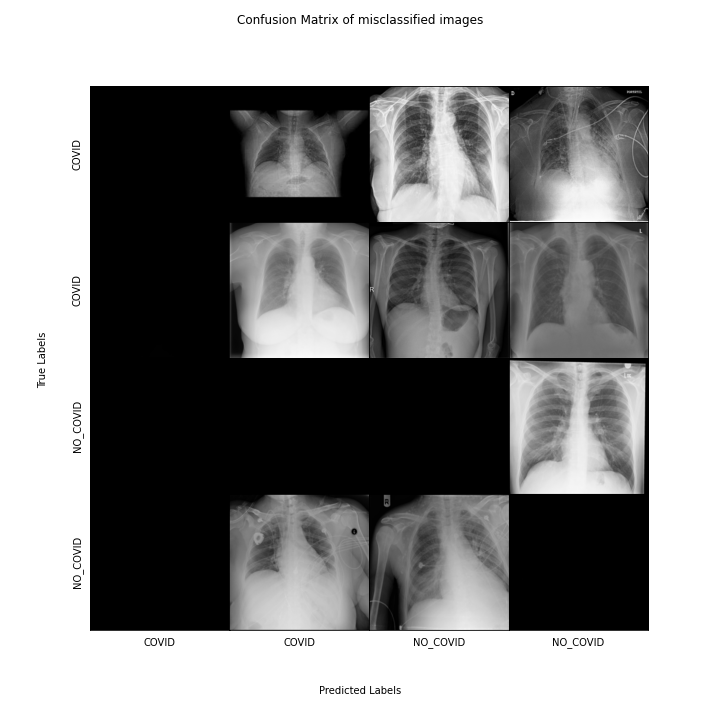 Confusion Matrix of misclassified images
True Labels
COVID
COVID
NO_COVID
NO_COVID
R
L
R
COVID
COVID
NO_COVID
NO_COVID
Predicted Labels